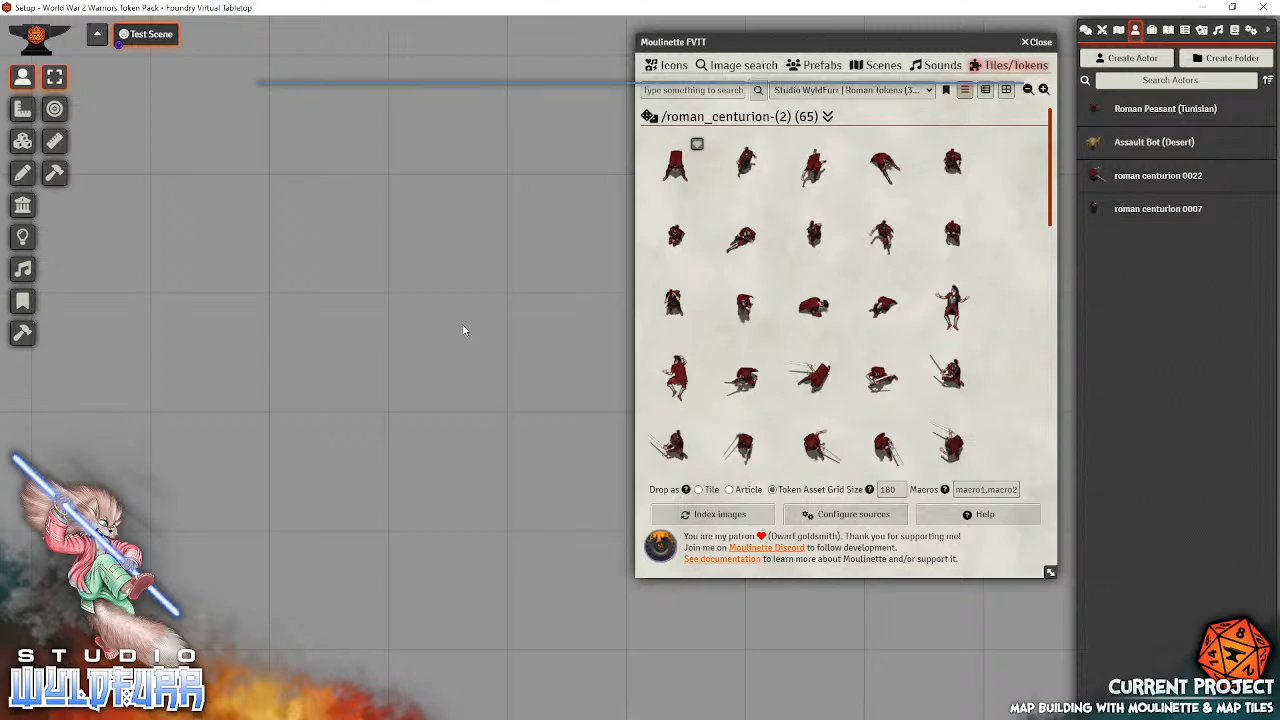 Setup - World War 2 Warriors Token Pack • Foundry Virtual Tabletop
Test Scene
Moulinette FVTT
Close
Icons
Image search
Prefabs
Scenes
Sounds
Tiles/Tokens
Type something to search
Studio WyldFurr | Roman Tokens (3...
/roman_centurion-(2) (65)
Drop as
Tile
Article
Token Asset Grid Size
180
Macros
macro1,macro2
Index images
Configure sources
Help
You are my patron (Dwarf goldsmith). Thank you for supporting me!
Join me on Moulinette Discord to follow development.
See documentation to learn more about Moulinette and/or support it.
Create Actor
Create Folder
Search Actors
Roman Peasant (Tunisian)
Assault Bot (Desert)
roman centurion 0022
roman centurion 0007
STUDIO
WYLDFURR
8
CURRENT PROJECT
MAP BUILDING WITH MOULINETTE & MAP TILES